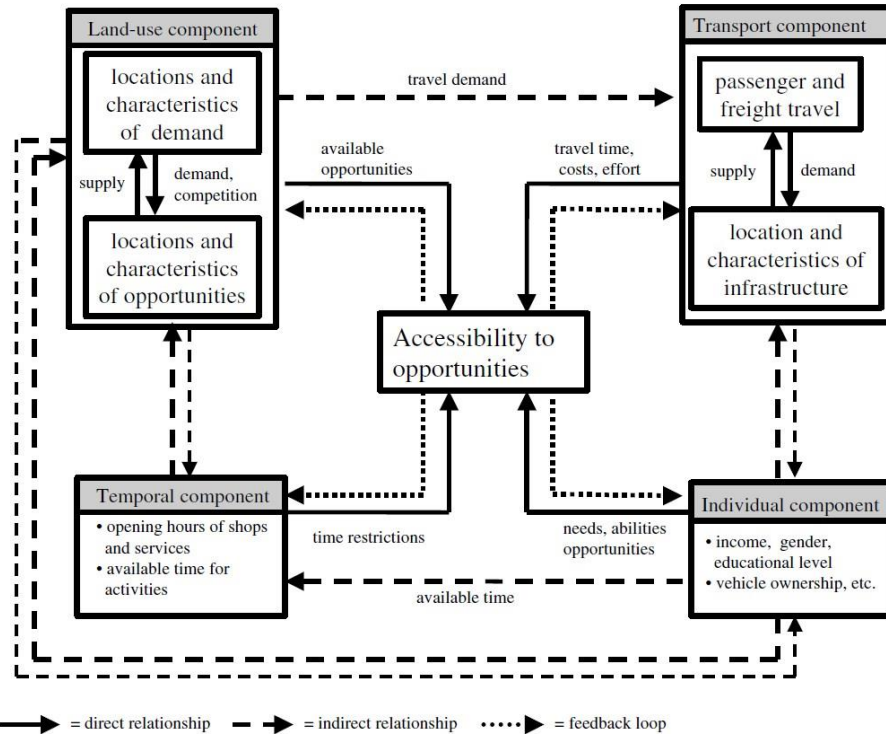 Land-use component
locations and
characteristics
of demand
supply
demand,
competition
locations and
characteristics
of opportunities
travel demand
Transport component
passenger and
freight travel
supply
demand
location and
characteristics of
infrastructure
available
opportunities
travel time,
costs, effort
Accessibility to
opportunities
Temporal component
• opening hours of shops
and services
• available time for
activities
time restrictions
needs, abilities
opportunities
Individual component
• income, gender,
educational level
• vehicle ownership, etc.
available time
= direct relationship
= indirect relationship
= feedback loop